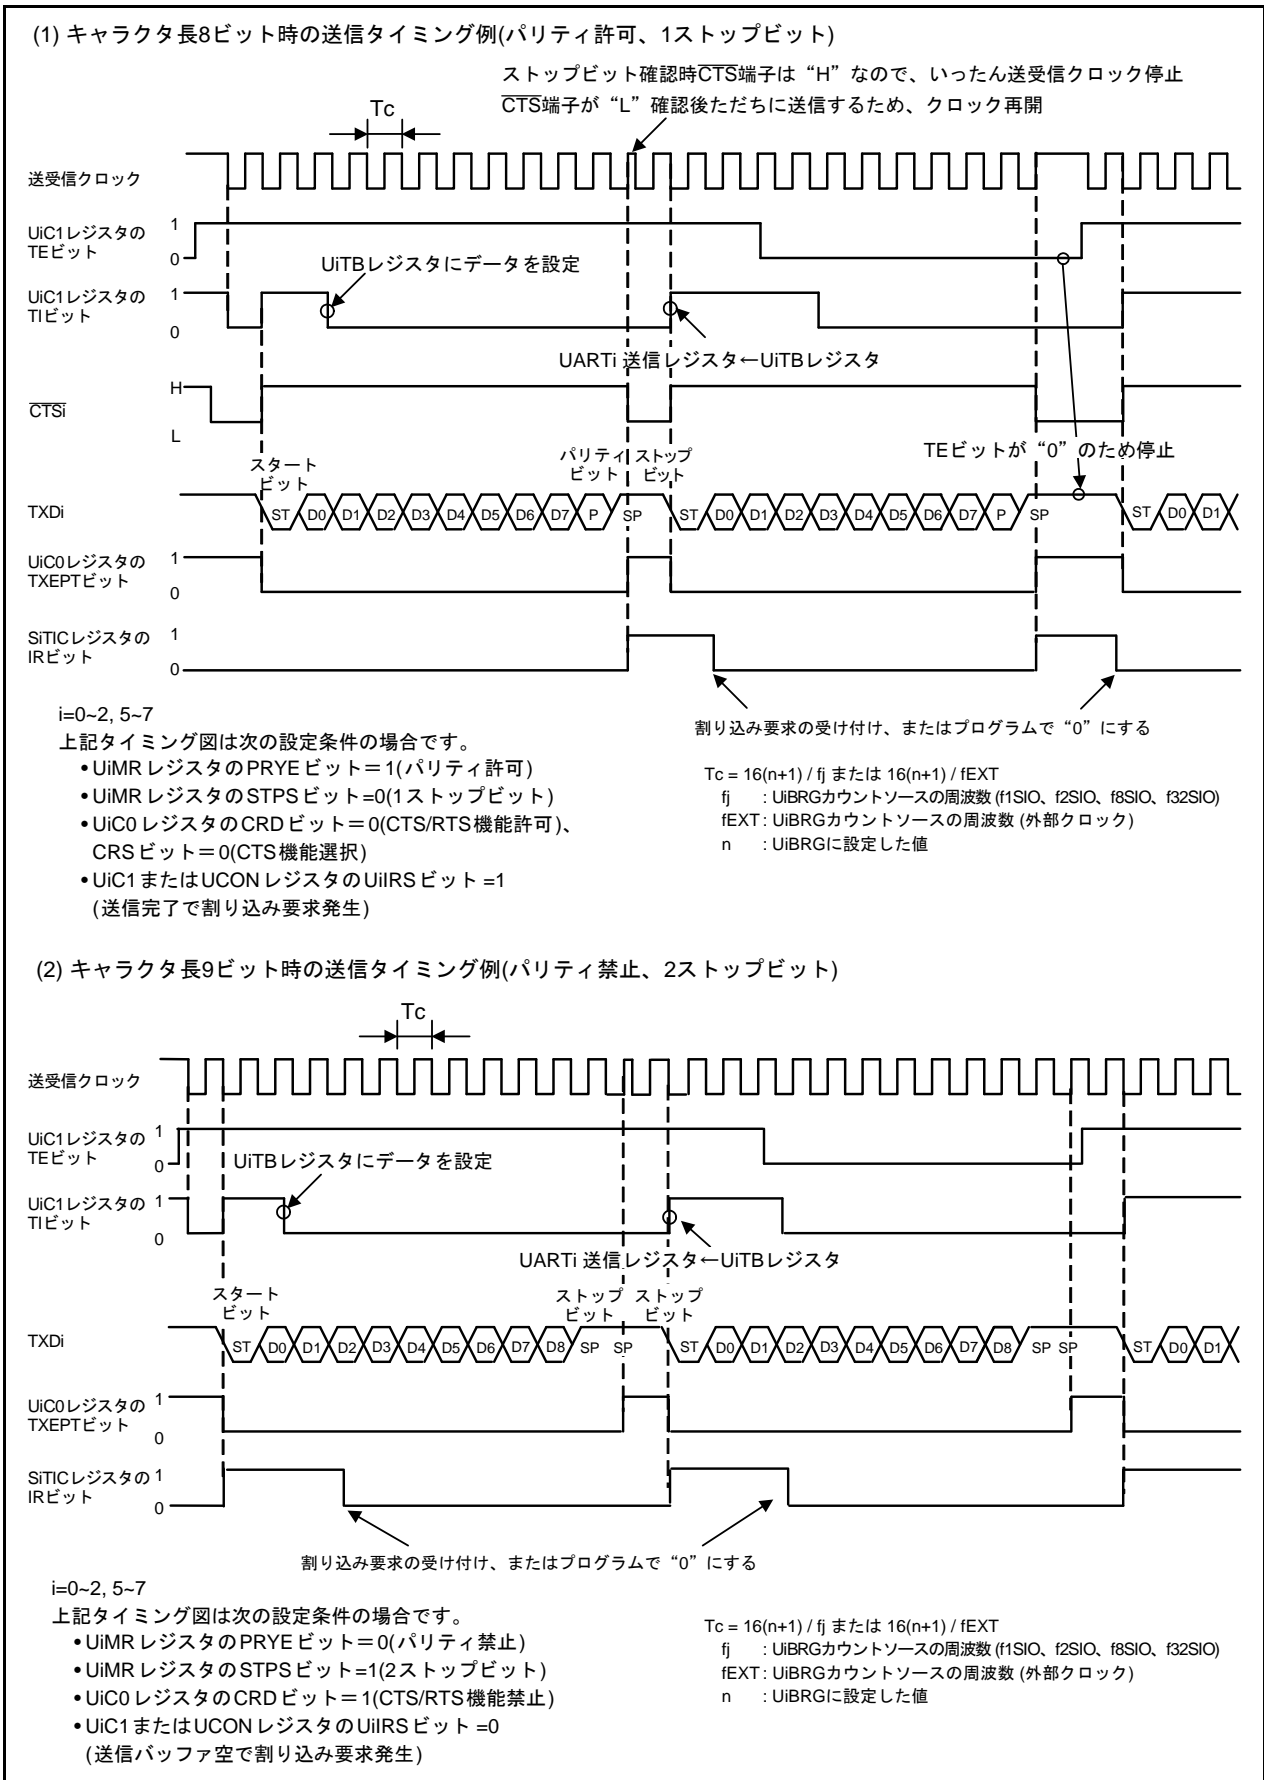 (1) キャラクタ長8ビット時の送信タイミング例(パリティ許可、1ストップビット)
ストップビット確認時CTS端子は“H”なので、いったん送受信クロック停止
CTS端子が“L”確認後ただちに送信するため、クロック再開
Tc
送受信クロック
UiC1レジスタの
TEビット
1
0
UiTBレジスタにデータを設定
UiC1レジスタの
TIビット
1
0
UARTi 送信レジスタ←UiTBレジスタ
CTSi
H
L
TEビットが“0”のため停止
スタート
ビット
パリティ
ビット
ストップ
ビット
TXDi
ST D0 D1 D2 D3 D4 D5 D6 D7 P SP ST D0 D1 D2 D3 D4 D5 D6 D7 P SP ST D0 D1
UiC0レジスタの
TXEPTビット
1
0
SiTICレジスタの
IRビット
1
0
割り込み要求の受け付け、またはプログラムで“0”にする
i=0~2, 5~7
上記タイミング図は次の設定条件の場合です。
•UiMRレジスタのPRYEビット=1(パリティ許可)
•UiMRレジスタのSTPSビット=0(1ストップビット)
•UiC0レジスタのCRDビット=0(CTS/RTS機能許可)、
CRSビット=0(CTS機能選択)
•UiC1またはUCONレジスタのUiIRSビット =1
(送信完了で割り込み要求発生)
Tc = 16(n+1) / fj または 16(n+1) / fEXT
fj : UiBRGカウントソースの周波数 (f1SIO、f2SIO、f8SIO、f32SIO)
fEXT : UiBRGカウントソースの周波数 (外部クロック)
n : UiBRGに設定した値
(2) キャラクタ長9ビット時の送信タイミング例(パリティ禁止、2ストップビット)
Tc
送受信クロック
UiC1レジスタの
TEビット
1
0
UiTBレジスタにデータを設定
UiC1レジスタの
TIビット
1
0
UARTi 送信レジスタ←UiTBレジスタ
スタート
ビット
ストップ
ビット
ストップ
ビット
TXDi
ST D0 D1 D2 D3 D4 D5 D6 D7 D8 SP SP ST D0 D1 D2 D3 D4 D5 D6 D7 D8 SP SP ST D0 D1
UiC0レジスタの
TXEPTビット
1
0
SiTICレジスタの
IRビット
1
0
割り込み要求の受け付け、またはプログラムで“0”にする
i=0~2, 5~7
上記タイミング図は次の設定条件の場合です。
•UiMRレジスタのPRYEビット=0(パリティ禁止)
•UiMRレジスタのSTPSビット=1(2ストップビット)
•UiC0レジスタのCRDビット=1(CTS/RTS機能禁止)
•UiC1またはUCONレジスタのUiIRSビット =0
(送信バッファ空で割り込み要求発生)
Tc = 16(n+1) / fj または 16(n+1) / fEXT
fj : UiBRGカウントソースの周波数 (f1SIO、f2SIO、f8SIO、f32SIO)
fEXT : UiBRGカウントソースの周波数 (外部クロック)
n : UiBRGに設定した値